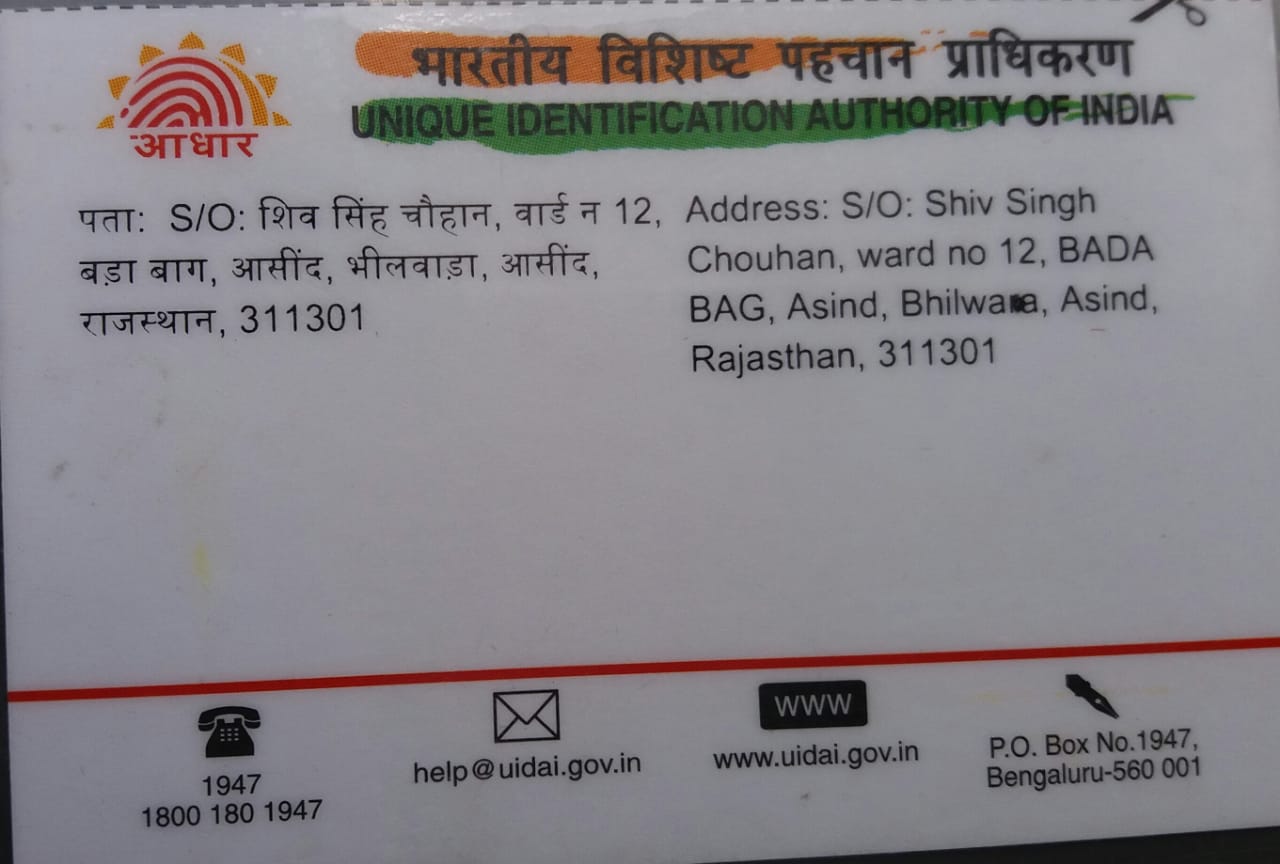 भारतीय विशिष्ट पहचान प्राधिकरण
UNIQUE IDENTIFICATION AUTHORITY OF INDIA
आधार
पता: S/O: शिव सिंह चौहान, वार्ड न 12,
बड़ा बाग, आसींद, भीलवाड़ा, आसींद,
राजस्थान, 311301
Address: S/O: Shiv Singh
Chouhan, ward no 12, BADA
BAG, Asind, Bhilwara, Asind,
Rajasthan, 311301
1947
1800 180 1947
help@uidai.gov.in
WWW
www.uidai.gov.in
P.O. Box No.1947,
Bengaluru-560 001